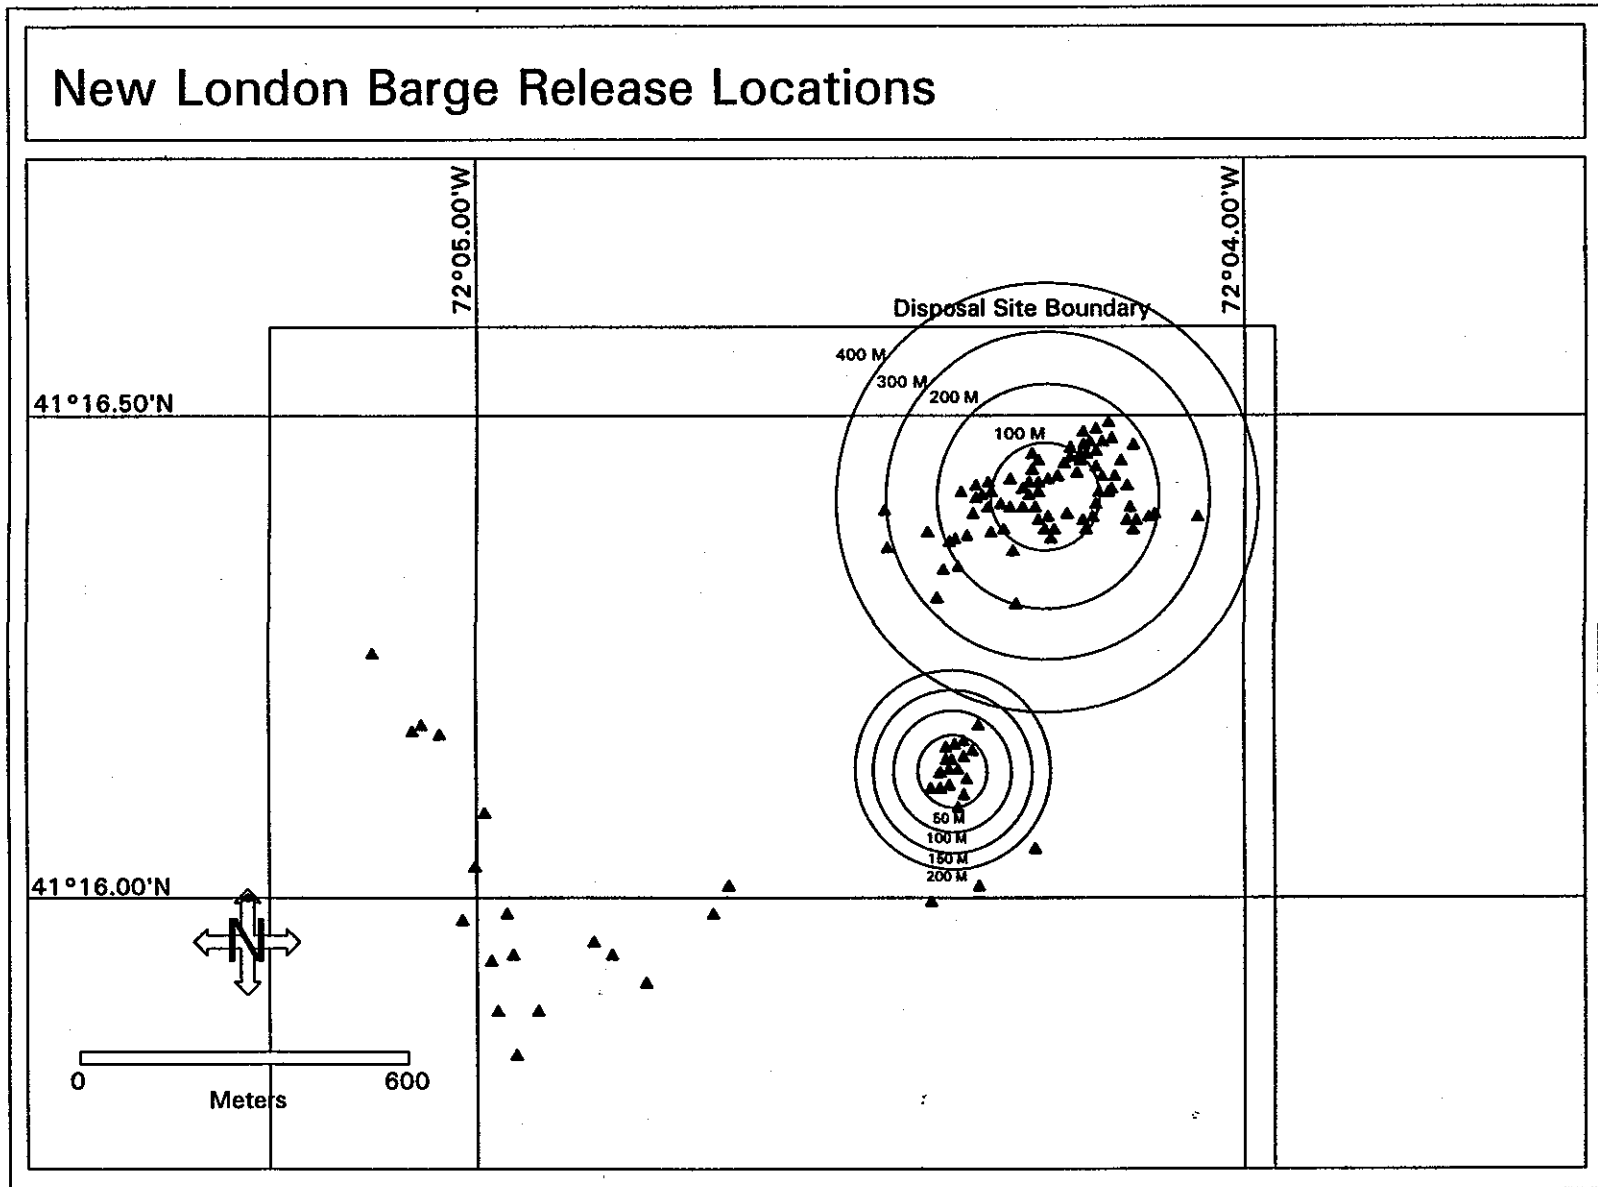 New London Barge Release Locations
72°05.00'W
72°04.00'W
Disposal Site Boundary
400 M
300 M
200 M
41°16.50'N
100 M
50 M
100 M
150 M
200 M
41°16.00'N
N
0 600
Meters